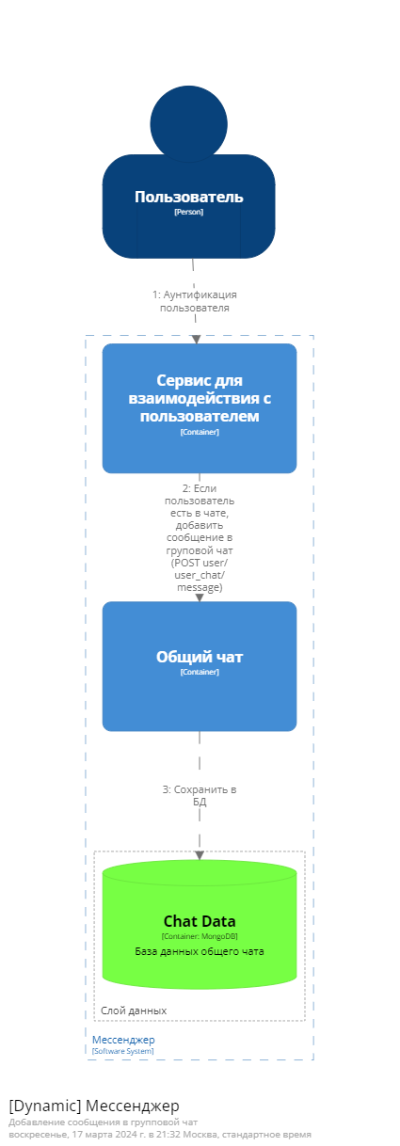 Пользователь
[Person]
1: Аунтификация
пользователя
Сервис для
взаимодействия с
пользователем
[Container]
2: Если
пользователь
есть в чате,
добавить
сообщение в
груповой чат
(POST user/
user_chat/
message)
Общий чат
[Container]
3: Сохранить в
БД
Chat Data
[Container: MongoDB]
База данных общего чата
Слой данных
Мессенджер
[Software System]
[Dynamic] Мессенджер
Добавление сообщения в групповой чат
воскресенье, 17 марта 2024 г. в 21:32 Москва, стандартное время